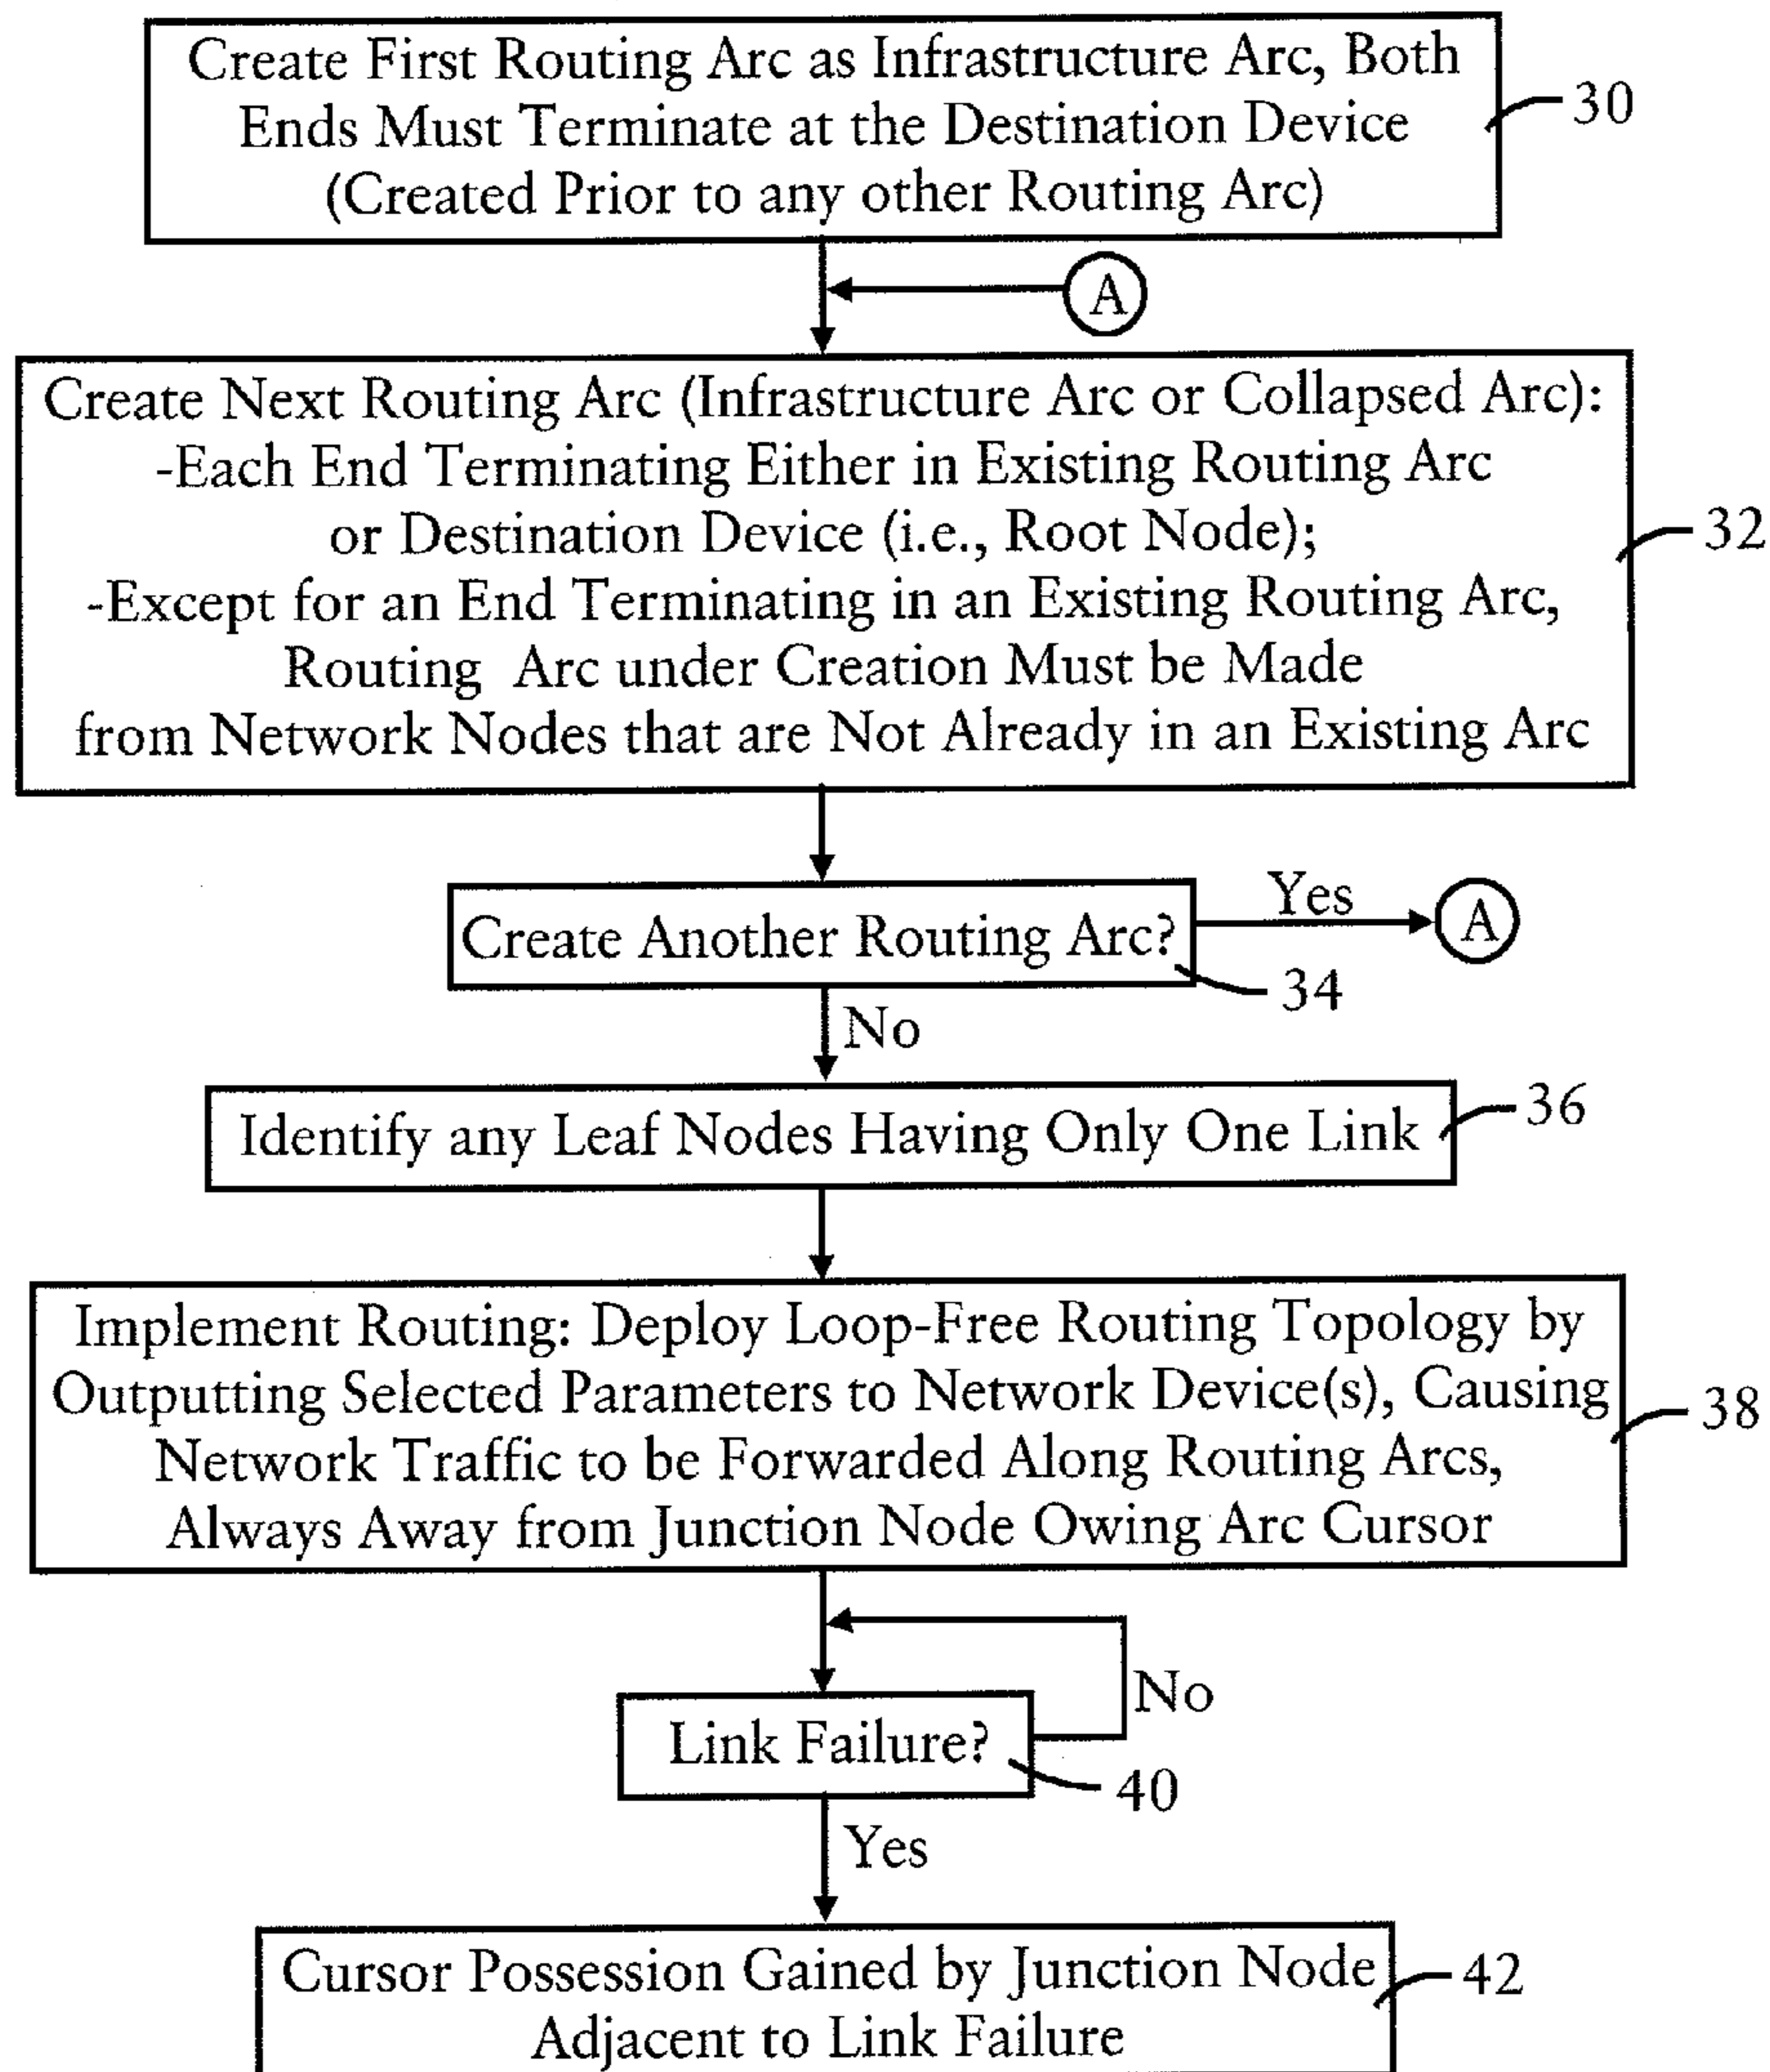 Create First Routing Arc as Infrastructure Arc, Both
Ends Must Terminate at the Destination Device
(Created Prior to any other Routing Arc)
30
A
Create Next Routing Arc (Infrastructure Arc or Collapsed Arc):
-Each End Terminating Either in Existing Routing Arc
or Destination Device (i.e., Root Node);
-Except for an End Terminating in an Existing Routing Arc,
Routing Arc under Creation Must be Made
from Network Nodes that are Not Already in an Existing Arc
32
Create Another Routing Arc?
Yes
A
34
No
Identify any Leaf Nodes Having Only One Link
36
Implement Routing: Deploy Loop-Free Routing Topology by
Outputting Selected Parameters to Network Device(s), Causing
Network Traffic to be Forwarded Along Routing Arcs,
Always Away from Junction Node Owing Arc Cursor
38
Link Failure?
No
40
Yes
Cursor Possession Gained by Junction Node
Adjacent to Link Failure
42